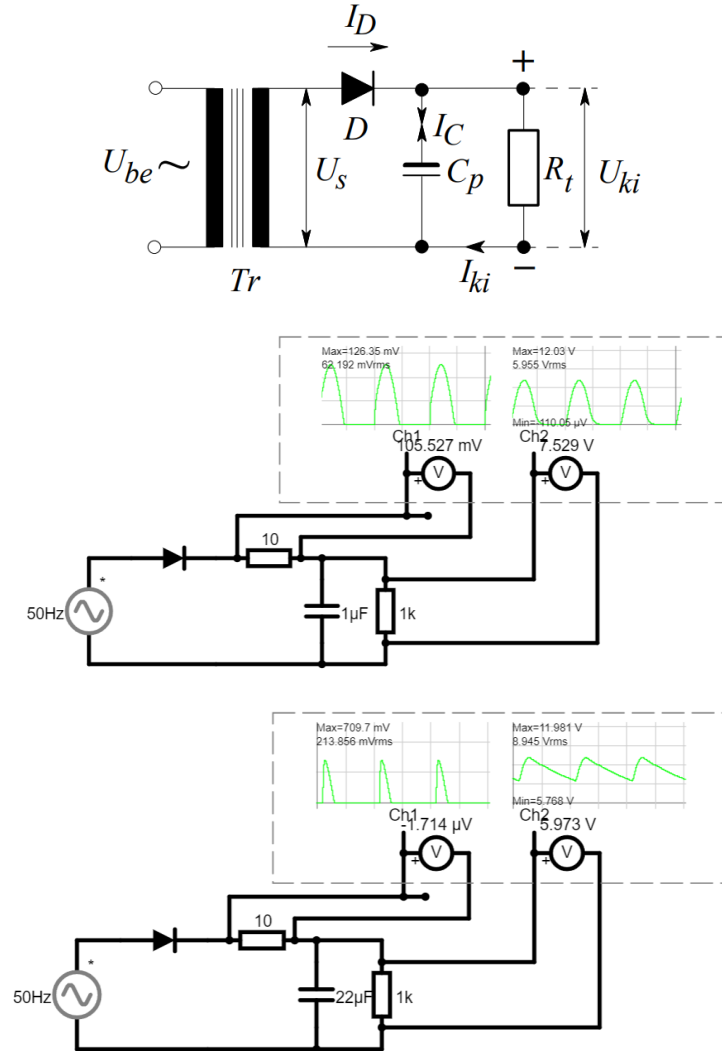 I_D
+
D
I_C
U_be ~
U_s
C_p
R_t
U_ki
I_ki
−
Tr
Max=126.35 mV
62.192 mVrms
Max=12.03 V
5.955 Vrms
Min=-110.05 µV
Ch1
105.527 mV
Ch2
7.529 V
+
V
+
V
10
*
50Hz
1µF
1k
Max=709.7 mV
213.856 mVrms
Max=11.981 V
8.945 Vrms
Min=5.768 V
Ch1
-1.714 µV
Ch2
5.973 V
+
V
+
V
10
*
50Hz
22µF
1k